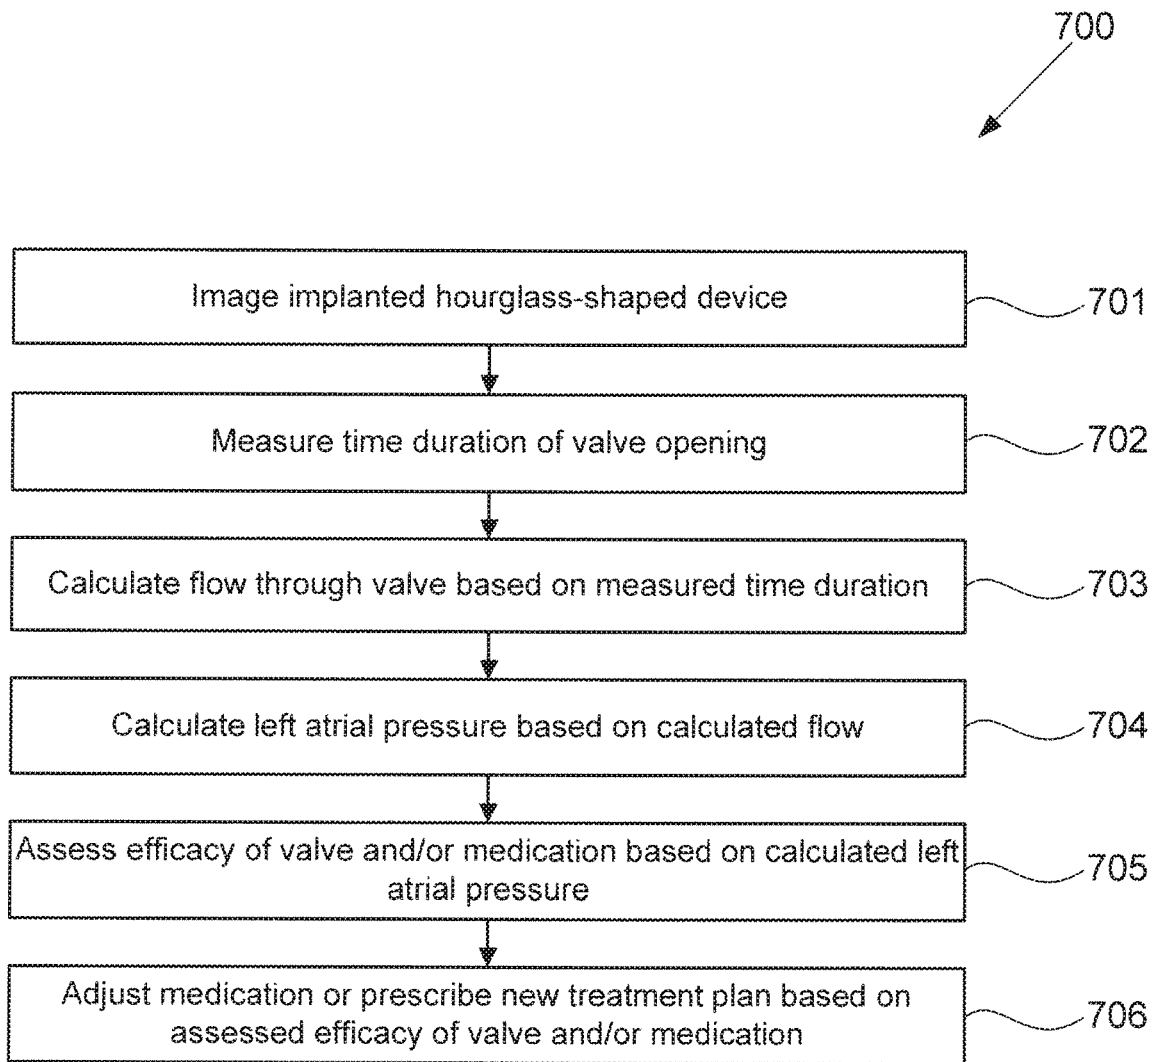 700
Image implanted hourglass-shaped device
701
Measure time duration of valve opening
702
Calculate flow through valve based on measured time duration
703
Calculate left atrial pressure based on calculated flow
704
Assess efficacy of valve and/or medication based on calculated left
atrial pressure
705
Adjust medication or prescribe new treatment plan based on
assessed efficacy of valve and/or medication
706